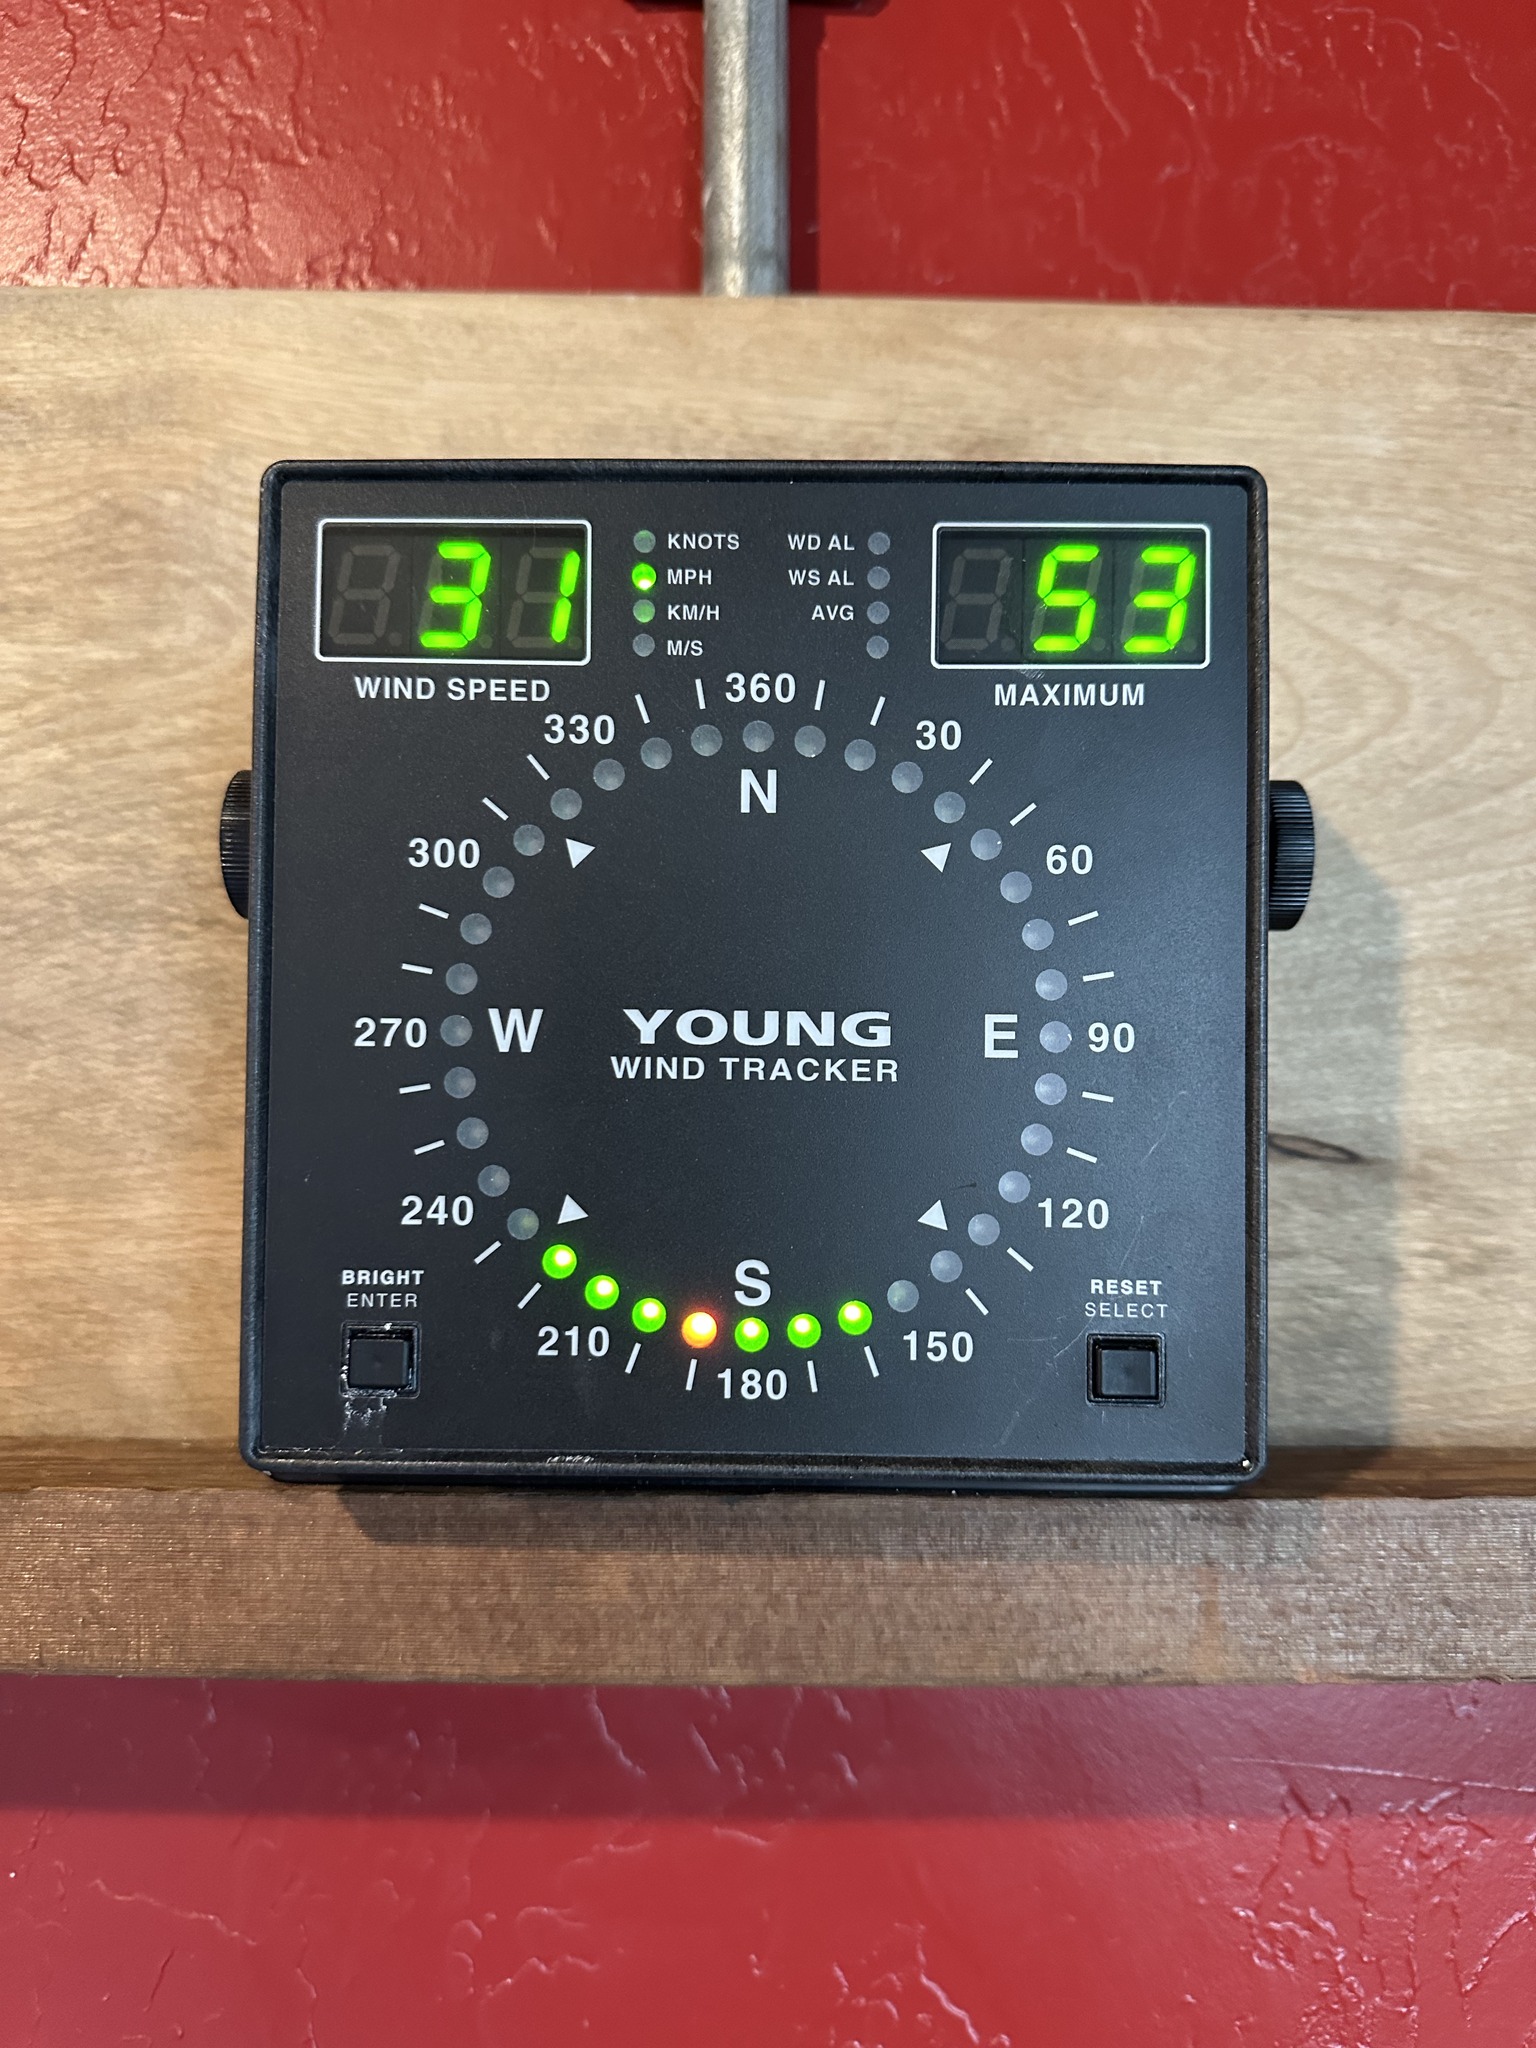 31
KNOTS
MPH
KM/H
M/S
WD AL
WS AL
AVG
53
WIND SPEED
MAXIMUM
360
330
30
N
300
60
270
W
YOUNG
WIND TRACKER
E
90
240
120
S
BRIGHT
ENTER
210
180
150
RESET
SELECT